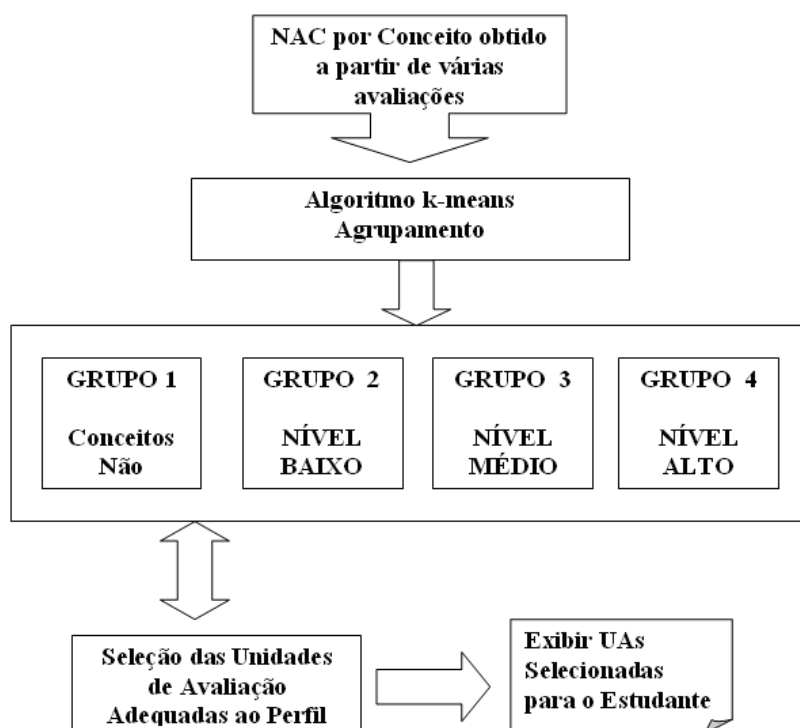 NAC por Conceito obtido
a partir de várias
avaliações
Algoritmo k-means
Agrupamento
GRUPO 1
Conceitos
Não
GRUPO 2
NÍVEL
BAIXO
GRUPO 3
NÍVEL
MÉDIO
GRUPO 4
NÍVEL
ALTO
Seleção das Unidades
de Avaliação
Adequadas ao Perfil
Exibir UAs
Selecionadas
para o Estudante